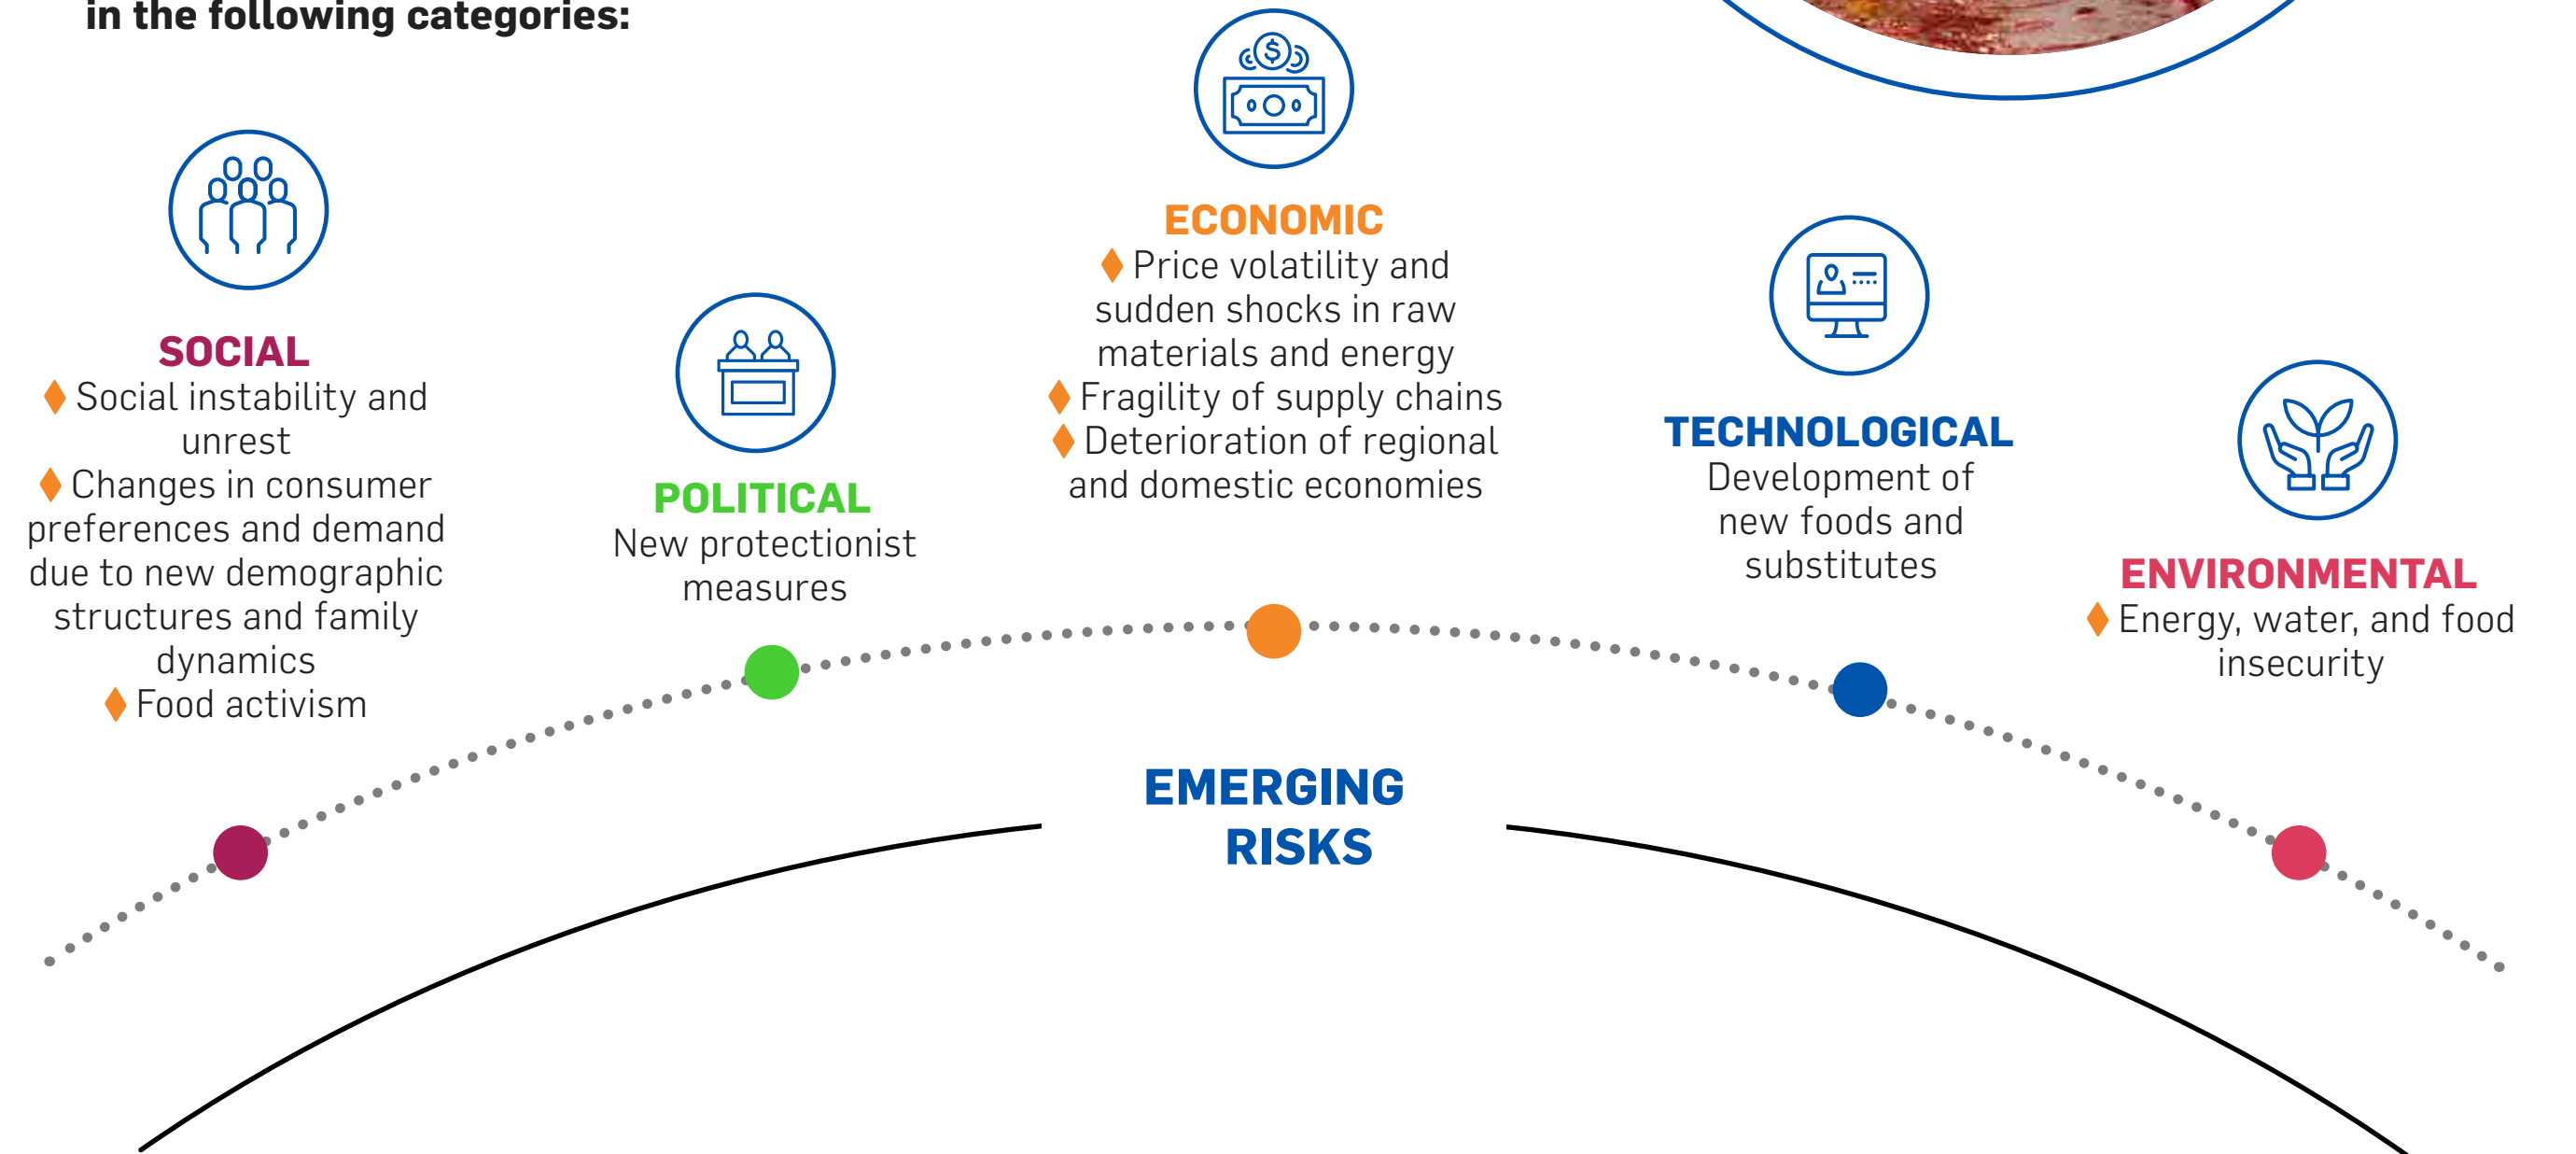 in the following categories:
SOCIAL
♦ Social instability and
unrest
♦ Changes in consumer
preferences and demand
due to new demographic
structures and family
dynamics
♦ Food activism
POLITICAL
New protectionist
measures
$
ECONOMIC
♦ Price volatility and
sudden shocks in raw
materials and energy
♦ Fragility of supply chains
♦ Deterioration of regional
and domestic economies
TECHNOLOGICAL
Development of
new foods and
substitutes
ENVIRONMENTAL
♦ Energy, water, and food
insecurity
EMERGING
RISKS